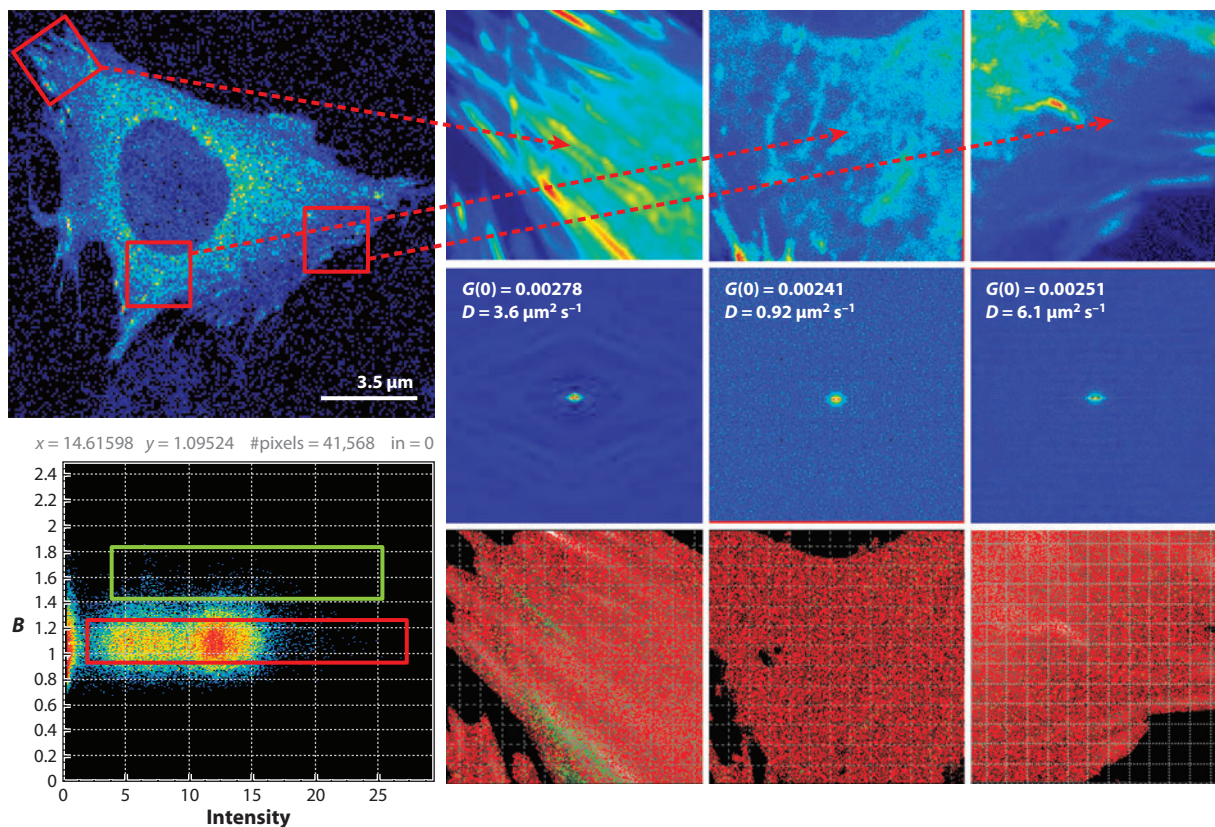 3.5 µm
G(0) = 0.00278
D = 3.6 µm² s⁻¹
G(0) = 0.00241
D = 0.92 µm² s⁻¹
G(0) = 0.00251
D = 6.1 µm² s⁻¹
x = 14.61598 y = 1.09524 #pixels = 41,568 in = 0
2.4
2.2
2
1.8
1.6
1.4
B
1.2
1
0.8
0.6
0.4
0.2
0
0 5 10 15 20 25
Intensity